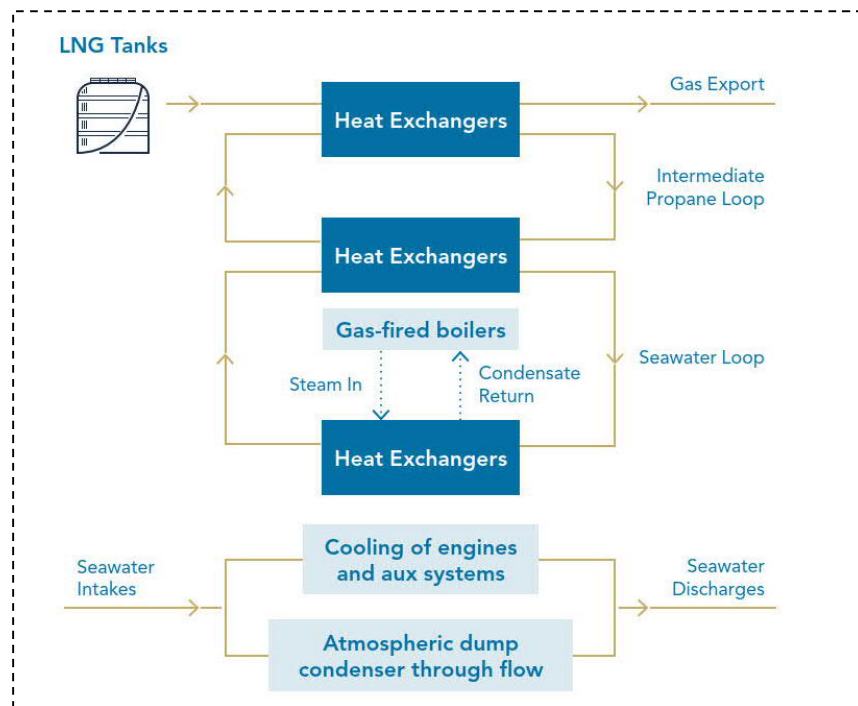 LNG Tanks
Heat Exchangers
Gas Export
Intermediate
Propane Loop
Heat Exchangers
Gas-fired boilers
Steam In
Condensate
Return
Seawater Loop
Heat Exchangers
Cooling of engines
and aux systems
Seawater
Intakes
Seawater
Discharges
Atmospheric dump
condenser through flow